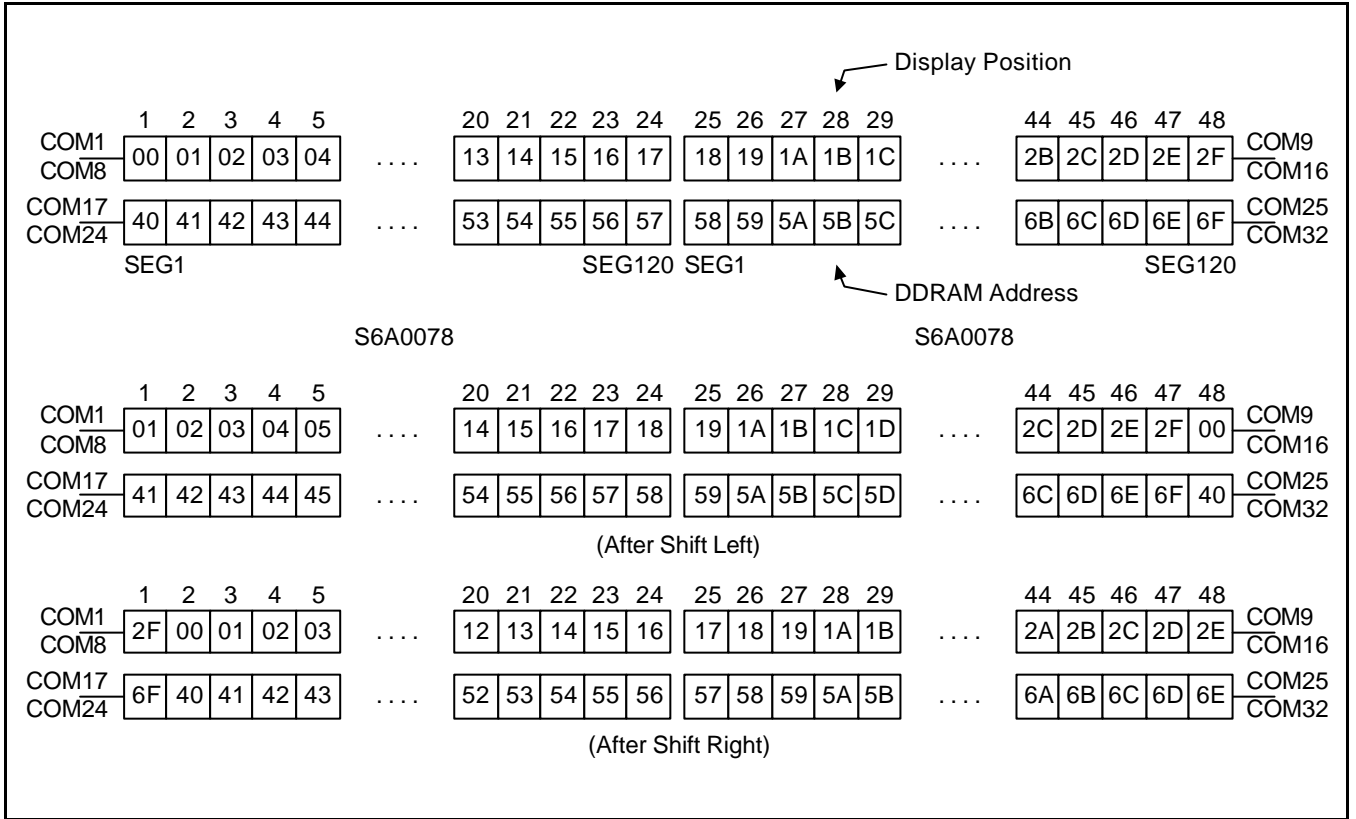 Display Position
1 2 3 4 5 20 21 22 23 24 25 26 27 28 29 44 45 46 47 48
COM1 COM9
00 01 02 03 04 .... 13 14 15 16 17 18 19 1A 1B 1C .... 2B 2C 2D 2E 2F
COM8 COM16
COM17 COM25
40 41 42 43 44 .... 53 54 55 56 57 58 59 5A 5B 5C .... 6B 6C 6D 6E 6F
COM24 COM32
SEG1 SEG120 SEG1 SEG120
DDRAM Address
S6A0078 S6A0078
1 2 3 4 5 20 21 22 23 24 25 26 27 28 29 44 45 46 47 48
COM1 COM9
01 02 03 04 05 .... 14 15 16 17 18 19 1A 1B 1C 1D .... 2C 2D 2E 2F 00
COM8 COM16
COM17 COM25
41 42 43 44 45 .... 54 55 56 57 58 59 5A 5B 5C 5D .... 6C 6D 6E 6F 40
COM24 COM32
(After Shift Left)
1 2 3 4 5 20 21 22 23 24 25 26 27 28 29 44 45 46 47 48
COM1 COM9
2F 00 01 02 03 .... 12 13 14 15 16 17 18 19 1A 1B .... 2A 2B 2C 2D 2E
COM8 COM16
COM17 COM25
6F 40 41 42 43 .... 52 53 54 55 56 57 58 59 5A 5B .... 6A 6B 6C 6D 6E
COM24 COM32
(After Shift Right)